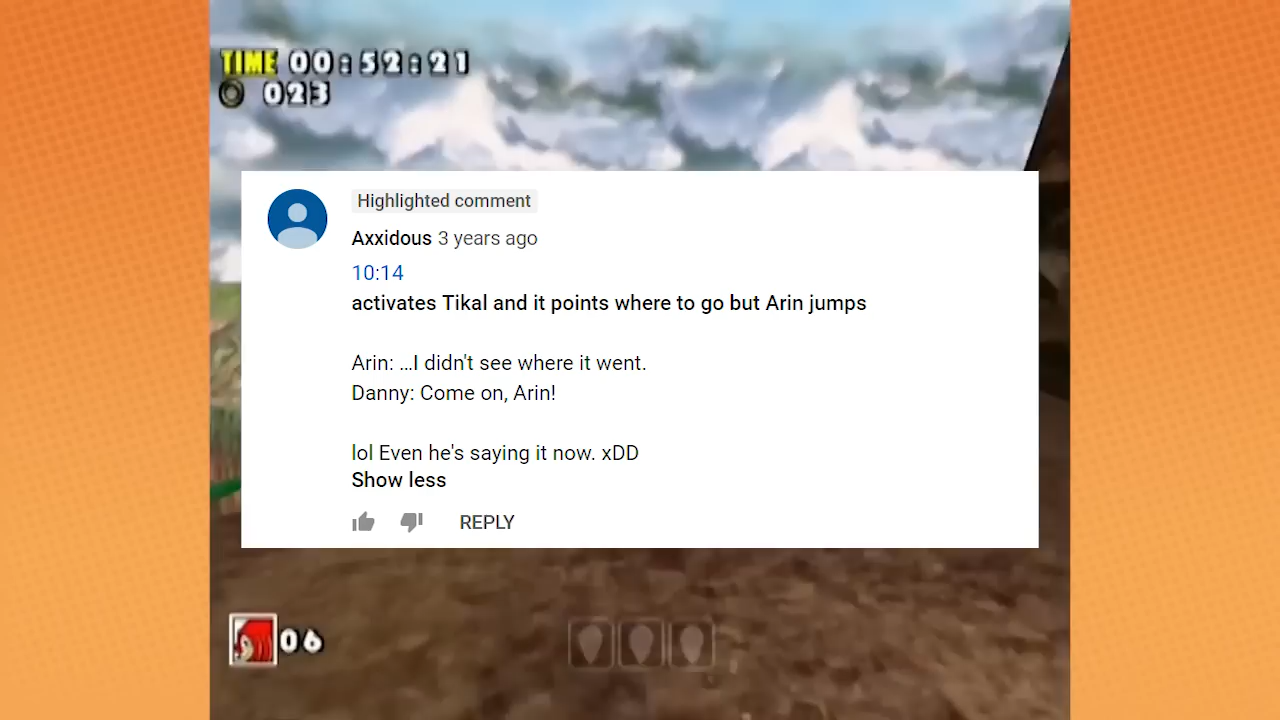 TIME 00:52:21
023
Highlighted comment
Axxidous 3 years ago
10:14
activates Tikal and it points where to go but Arin jumps
Arin: …I didn't see where it went.
Danny: Come on, Arin!
lol Even he's saying it now. xDD
Show less
REPLY
06